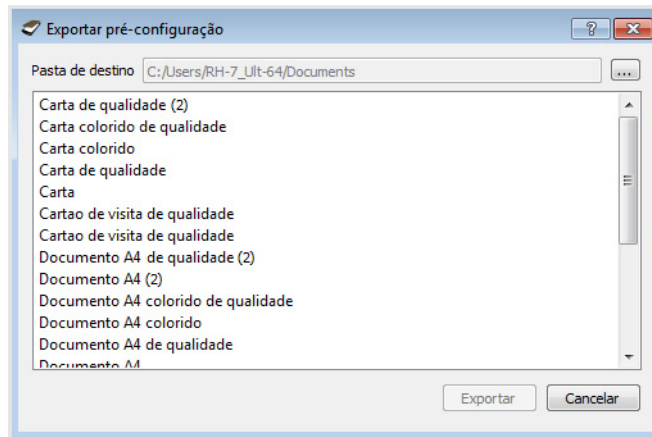 Exportar pré-configuração
Pasta de destino C:/Users/RH-7_Ult-64/Documents ...
Carta de qualidade (2)
Carta colorido de qualidade
Carta colorido
Carta de qualidade
Carta
Cartao de visita de qualidade
Cartao de visita de qualidade
Documento A4 de qualidade (2)
Documento A4 (2)
Documento A4 colorido de qualidade
Documento A4 colorido
Documento A4 de qualidade
Documento A4
Exportar Cancelar